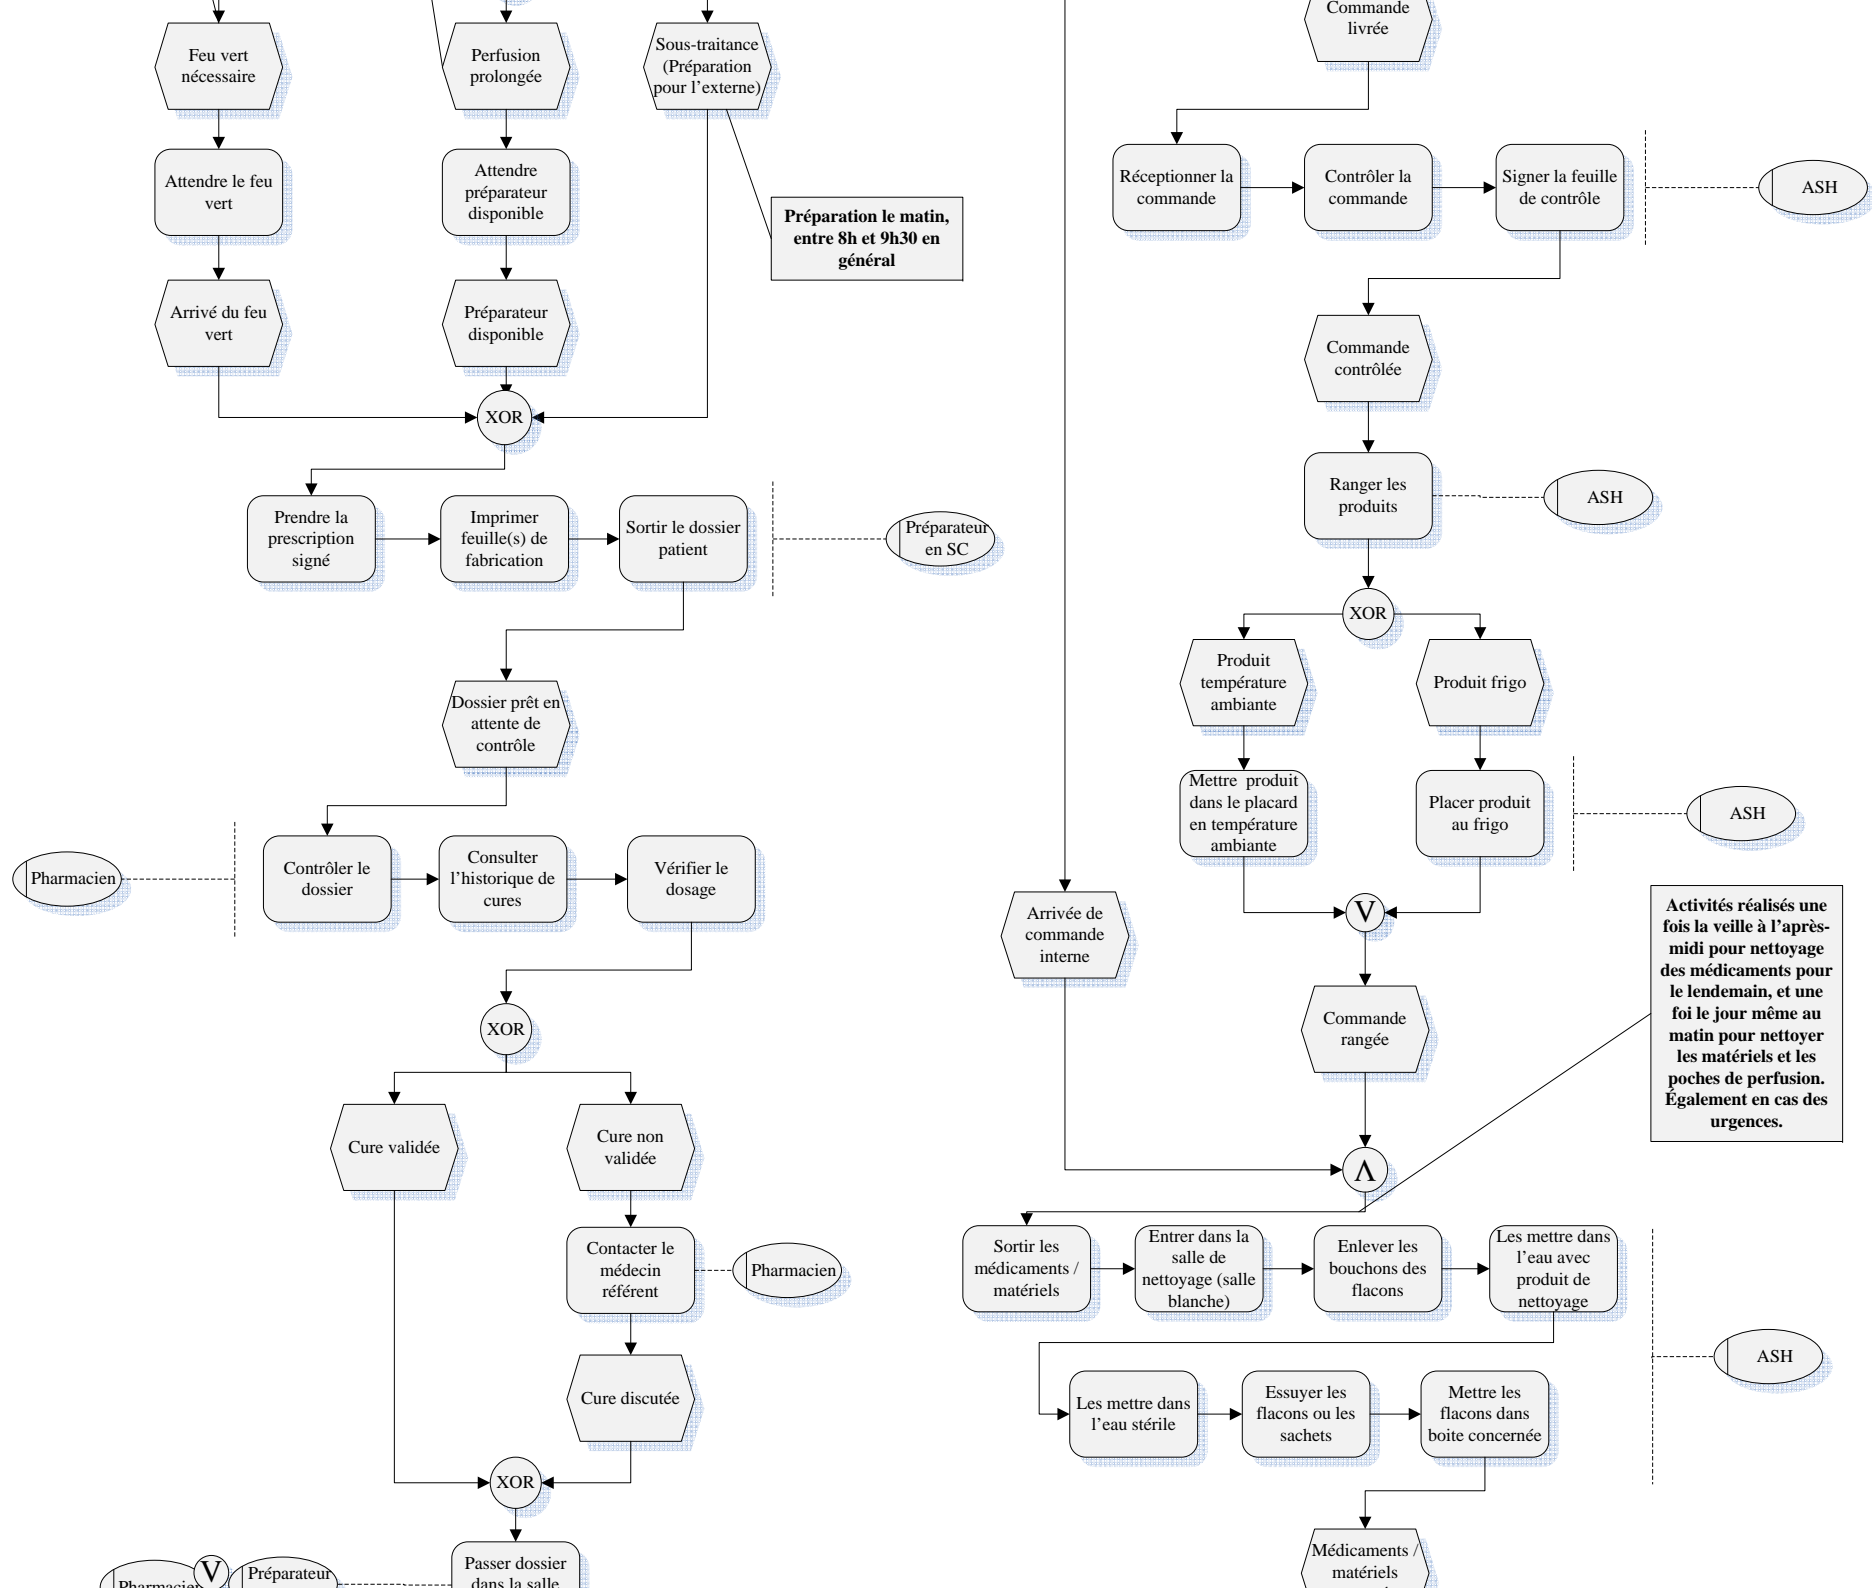 Feu vert
nécessaire
Perfusion
prolongée
Sous-traitance
(Préparation
pour l'externe)
Attendre le feu
vert
Attendre
préparateur
disponible
Préparation le matin,
entre 8h et 9h30 en
général
Arrivé du feu
vert
Préparateur
disponible
XOR
Prendre la
prescription
signé
Imprimer
feuille(s) de
fabrication
Sortir le dossier
patient
Préparateur
en SC
Dossier prêt en
attente de
contrôle
Pharmacien
Contrôler le
dossier
Consulter
l'historique de
cures
Vérifier le
dosage
XOR
Cure validée
Cure non
validée
Contacter le
médecin
référent
Pharmacien
Cure discutée
XOR
Pharmacien
V
Préparateur
Passer dossier
dans la salle
Commande
livrée
Réceptionner la
commande
Contrôler la
commande
Signer la feuille
de contrôle
ASH
Commande
contrôlée
Ranger les
produits
ASH
XOR
Produit
température
ambiante
Produit frigo
Mettre produit
dans le placard
en température
ambiante
Placer produit
au frigo
ASH
V
Arrivée de
commande
interne
Commande
rangée
Activités réalisés une
fois la veille à l'après-
midi pour nettoyage
des médicaments pour
le lendemain, et une
foi le jour même au
matin pour nettoyer
les matériels et les
poches de perfusion.
Également en cas des
urgences.
Λ
Sortir les
médicaments /
matériels
Entrer dans la
salle de
nettoyage (salle
blanche)
Enlever les
bouchons des
flacons
Les mettre dans
l'eau avec
produit de
nettoyage
Les mettre dans
l'eau stérile
Essuyer les
flacons ou les
sachets
Mettre les
flacons dans
boite concernée
ASH
Médicaments /
matériels